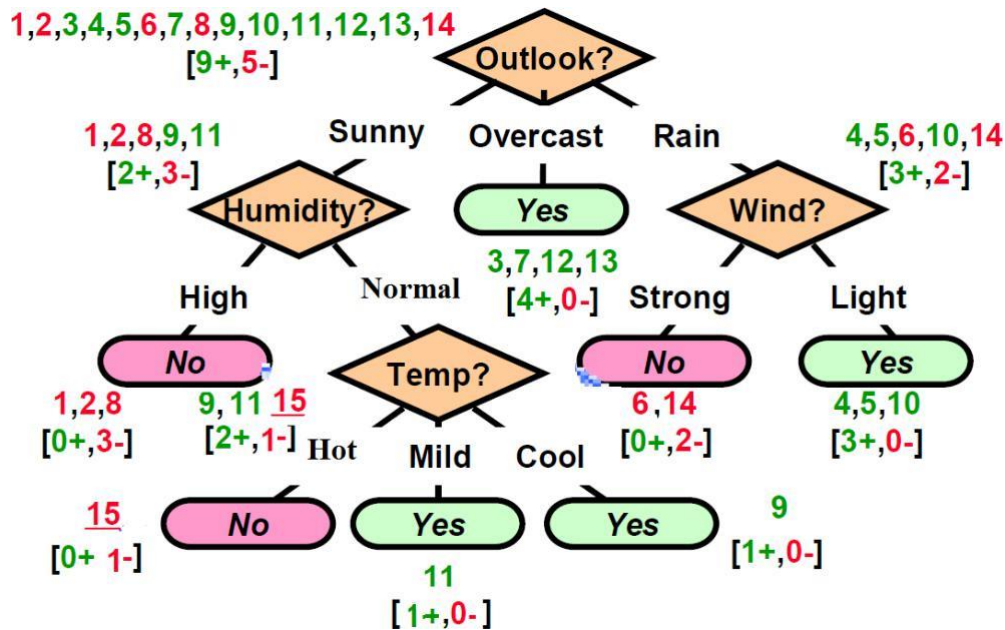 1,2,3,4,5,6,7,8,9,10,11,12,13,14
[9+,5-]
Outlook?
Sunny
Overcast
Rain
1,2,8,9,11
[2+,3-]
4,5,6,10,14
[3+,2-]
Humidity?
Yes
Wind?
3,7,12,13
[4+,0-]
High
Normal
Strong
Light
No
Temp?
No
Yes
1,2,8
[0+,3-]
9,11 15
[2+,1-]
6,14
[0+,2-]
4,5,10
[3+,0-]
Hot
Mild
Cool
15
[0+ 1-]
No
Yes
Yes
9
[1+,0-]
11
[ 1+,0- ]